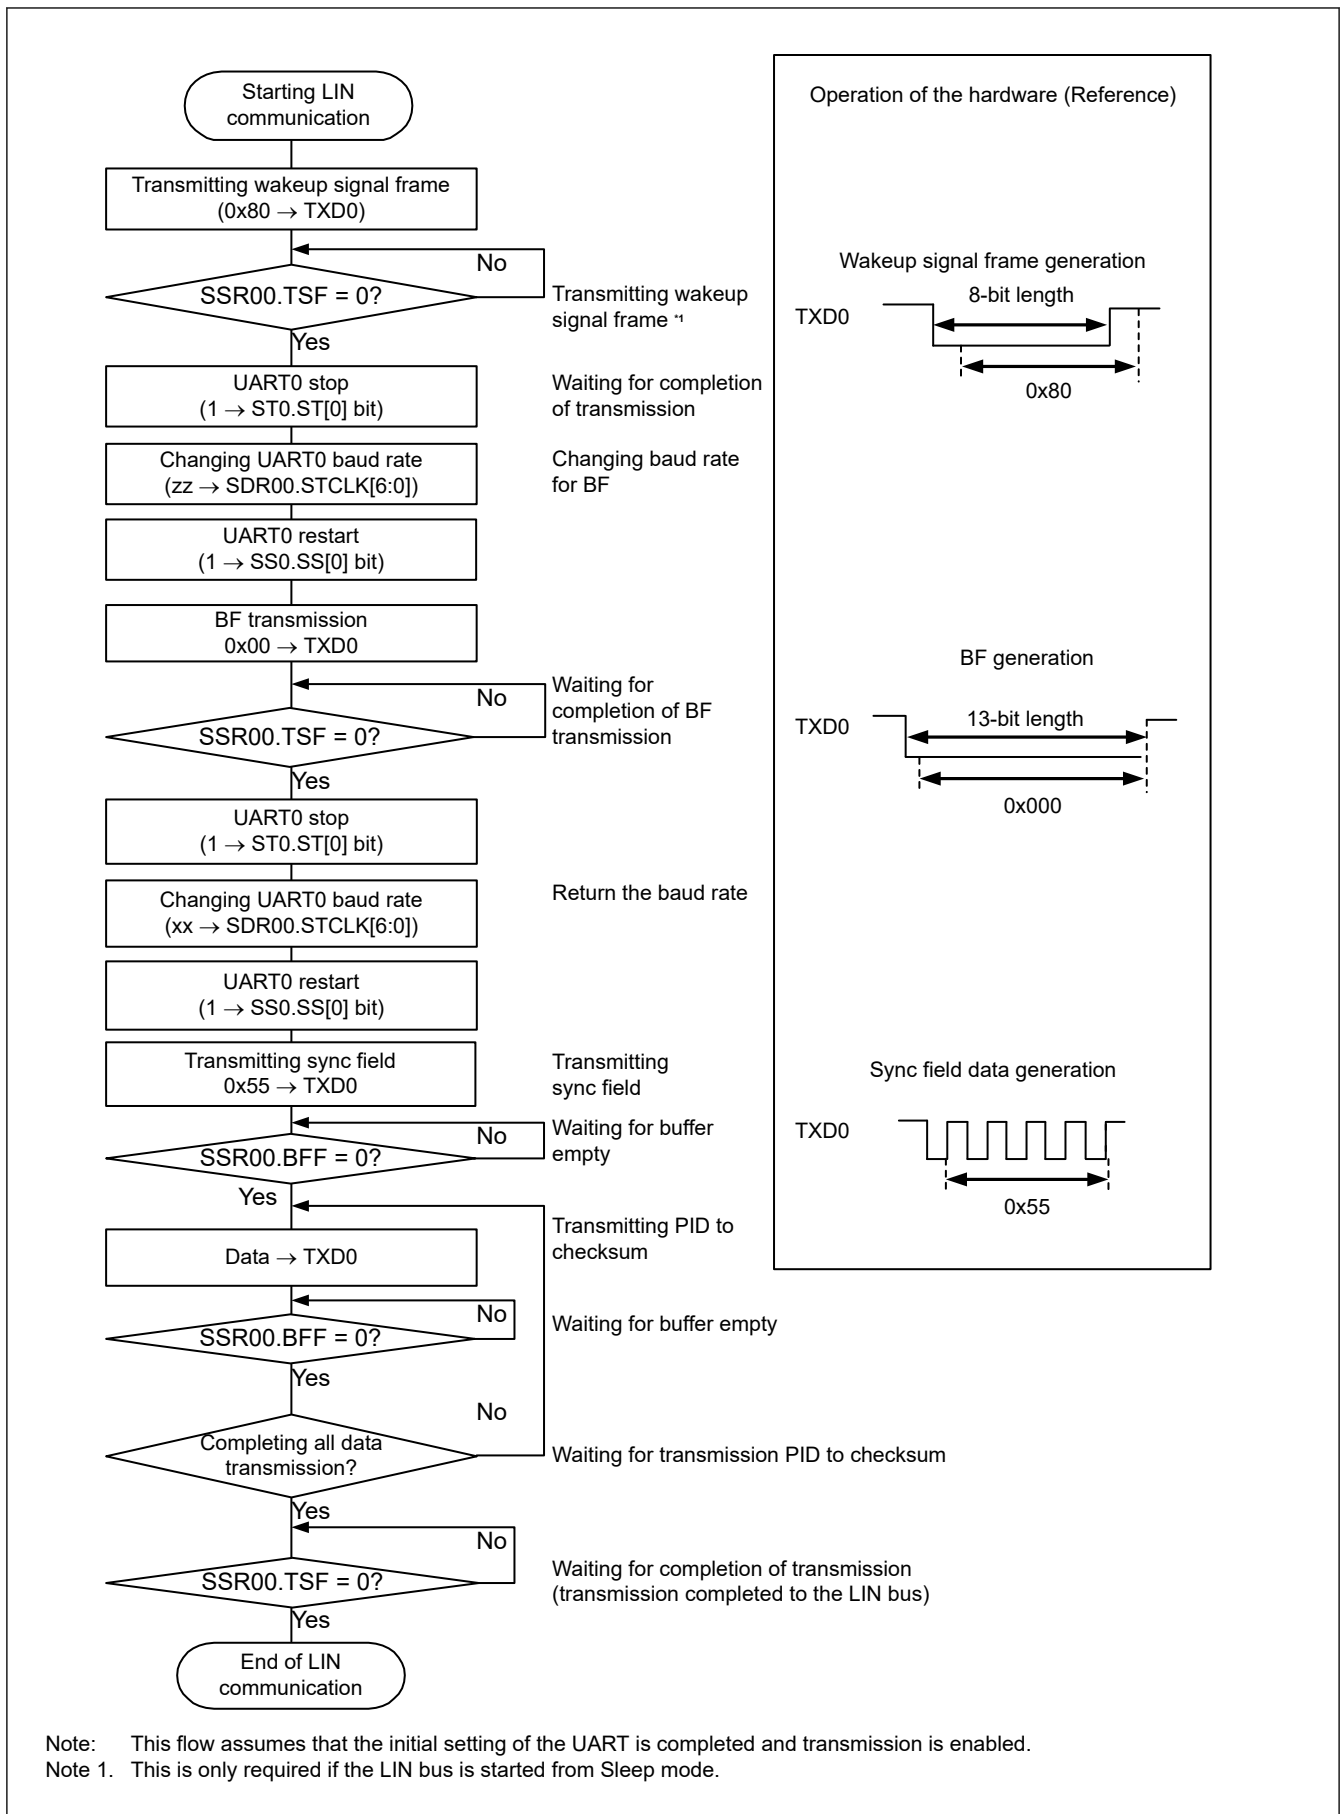 Starting LIN
communication
Transmitting wakeup signal frame
(0x80 → TXD0)
No
SSR00.TSF = 0?
Transmitting wakeup
signal frame *1
Yes
UART0 stop
(1 → ST0.ST[0] bit)
Waiting for completion
of transmission
Changing UART0 baud rate
(zz → SDR00.STCLK[6:0])
Changing baud rate
for BF
UART0 restart
(1 → SS0.SS[0] bit)
BF transmission
0x00 → TXD0
No
SSR00.TSF = 0?
Waiting for
completion of BF
transmission
Yes
UART0 stop
(1 → ST0.ST[0] bit)
Changing UART0 baud rate
(xx → SDR00.STCLK[6:0])
Return the baud rate
UART0 restart
(1 → SS0.SS[0] bit)
Transmitting sync field
0x55 → TXD0
Transmitting
sync field
No
SSR00.BFF = 0?
Waiting for buffer
empty
Yes
Data → TXD0
Transmitting PID to
checksum
No
SSR00.BFF = 0?
Waiting for buffer empty
Yes
No
Completing all data
transmission?
Waiting for transmission PID to checksum
Yes
No
SSR00.TSF = 0?
Waiting for completion of transmission
(transmission completed to the LIN bus)
Yes
End of LIN
communication
Operation of the hardware (Reference)
Wakeup signal frame generation
TXD0
8-bit length
0x80
BF generation
TXD0
13-bit length
0x000
Sync field data generation
TXD0
0x55
Note: This flow assumes that the initial setting of the UART is completed and transmission is enabled.
Note 1. This is only required if the LIN bus is started from Sleep mode.